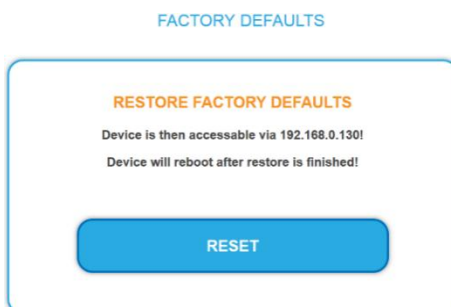 FACTORY DEFAULTS
RESTORE FACTORY DEFAULTS
Device is then accessable via 192.168.0.130!
Device will reboot after restore is finished!
RESET